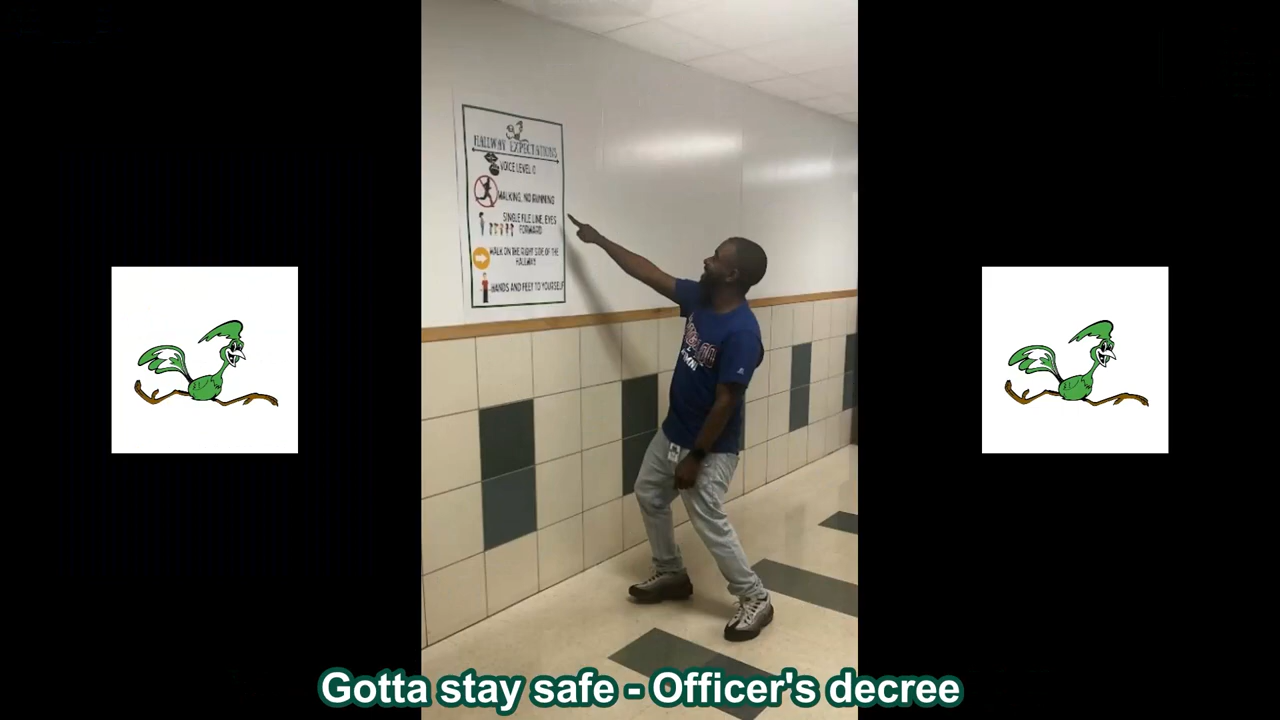 HALLWAY EXPECTATIONS
VOICE LEVEL 0
WALKING, NO RUNNING
SINGLE FILE LINE, EYES
FORWARD
WALK ON THE RIGHT SIDE OF THE
HALLWAY
HANDS AND FEET TO YOURSELF
Gotta stay safe - Officer's decree